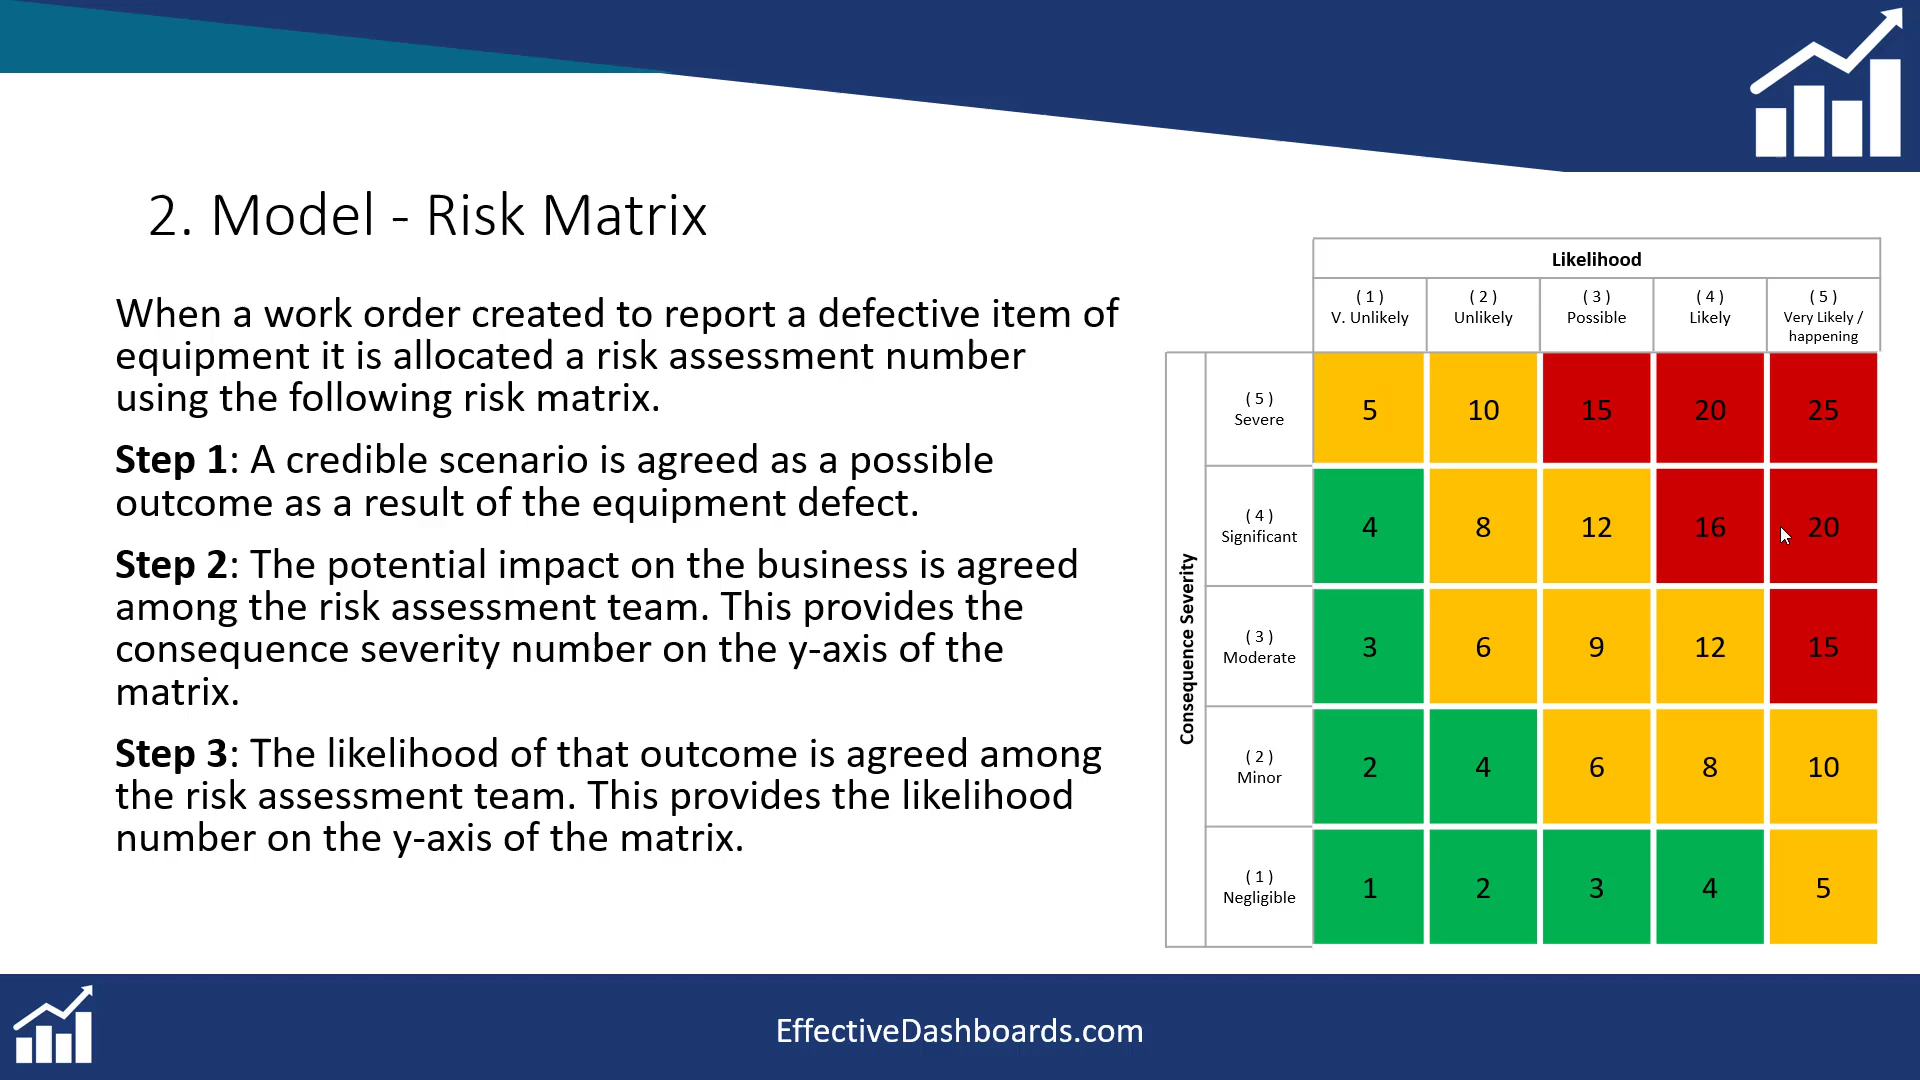 2. Model - Risk Matrix
When a work order created to report a defective item of
equipment it is allocated a risk assessment number
using the following risk matrix.
Step 1: A credible scenario is agreed as a possible
outcome as a result of the equipment defect.
Step 2: The potential impact on the business is agreed
among the risk assessment team. This provides the
consequence severity number on the y-axis of the
matrix.
Step 3: The likelihood of that outcome is agreed among
the risk assessment team. This provides the likelihood
number on the y-axis of the matrix.
Likelihood
( 1 ) ( 2 ) ( 3 ) ( 4 ) ( 5 )
V. Unlikely Unlikely Possible Likely Very Likely /
happening
Consequence Severity
( 5 )
Severe
5 10 15 20 25
( 4 )
Significant
4 8 12 16 20
( 3 )
Moderate
3 6 9 12 15
( 2 )
Minor
2 4 6 8 10
( 1 )
Negligible
1 2 3 4 5
EffectiveDashboards.com